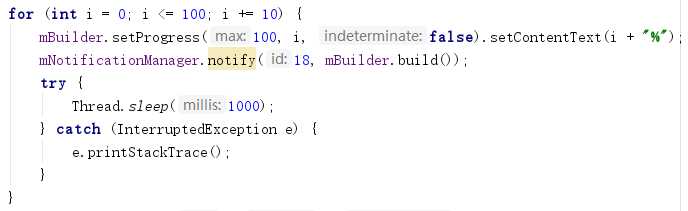 for (int i = 0; i <= 100; i += 10) {
mBuilder.setProgress( max: 100, i, indeterminate: false).setContentText(i + "%");
mNotificationManager.notify( id: 18, mBuilder.build());
try {
Thread.sleep( millis: 1000);
} catch (InterruptedException e) {
e.printStackTrace();
}
}